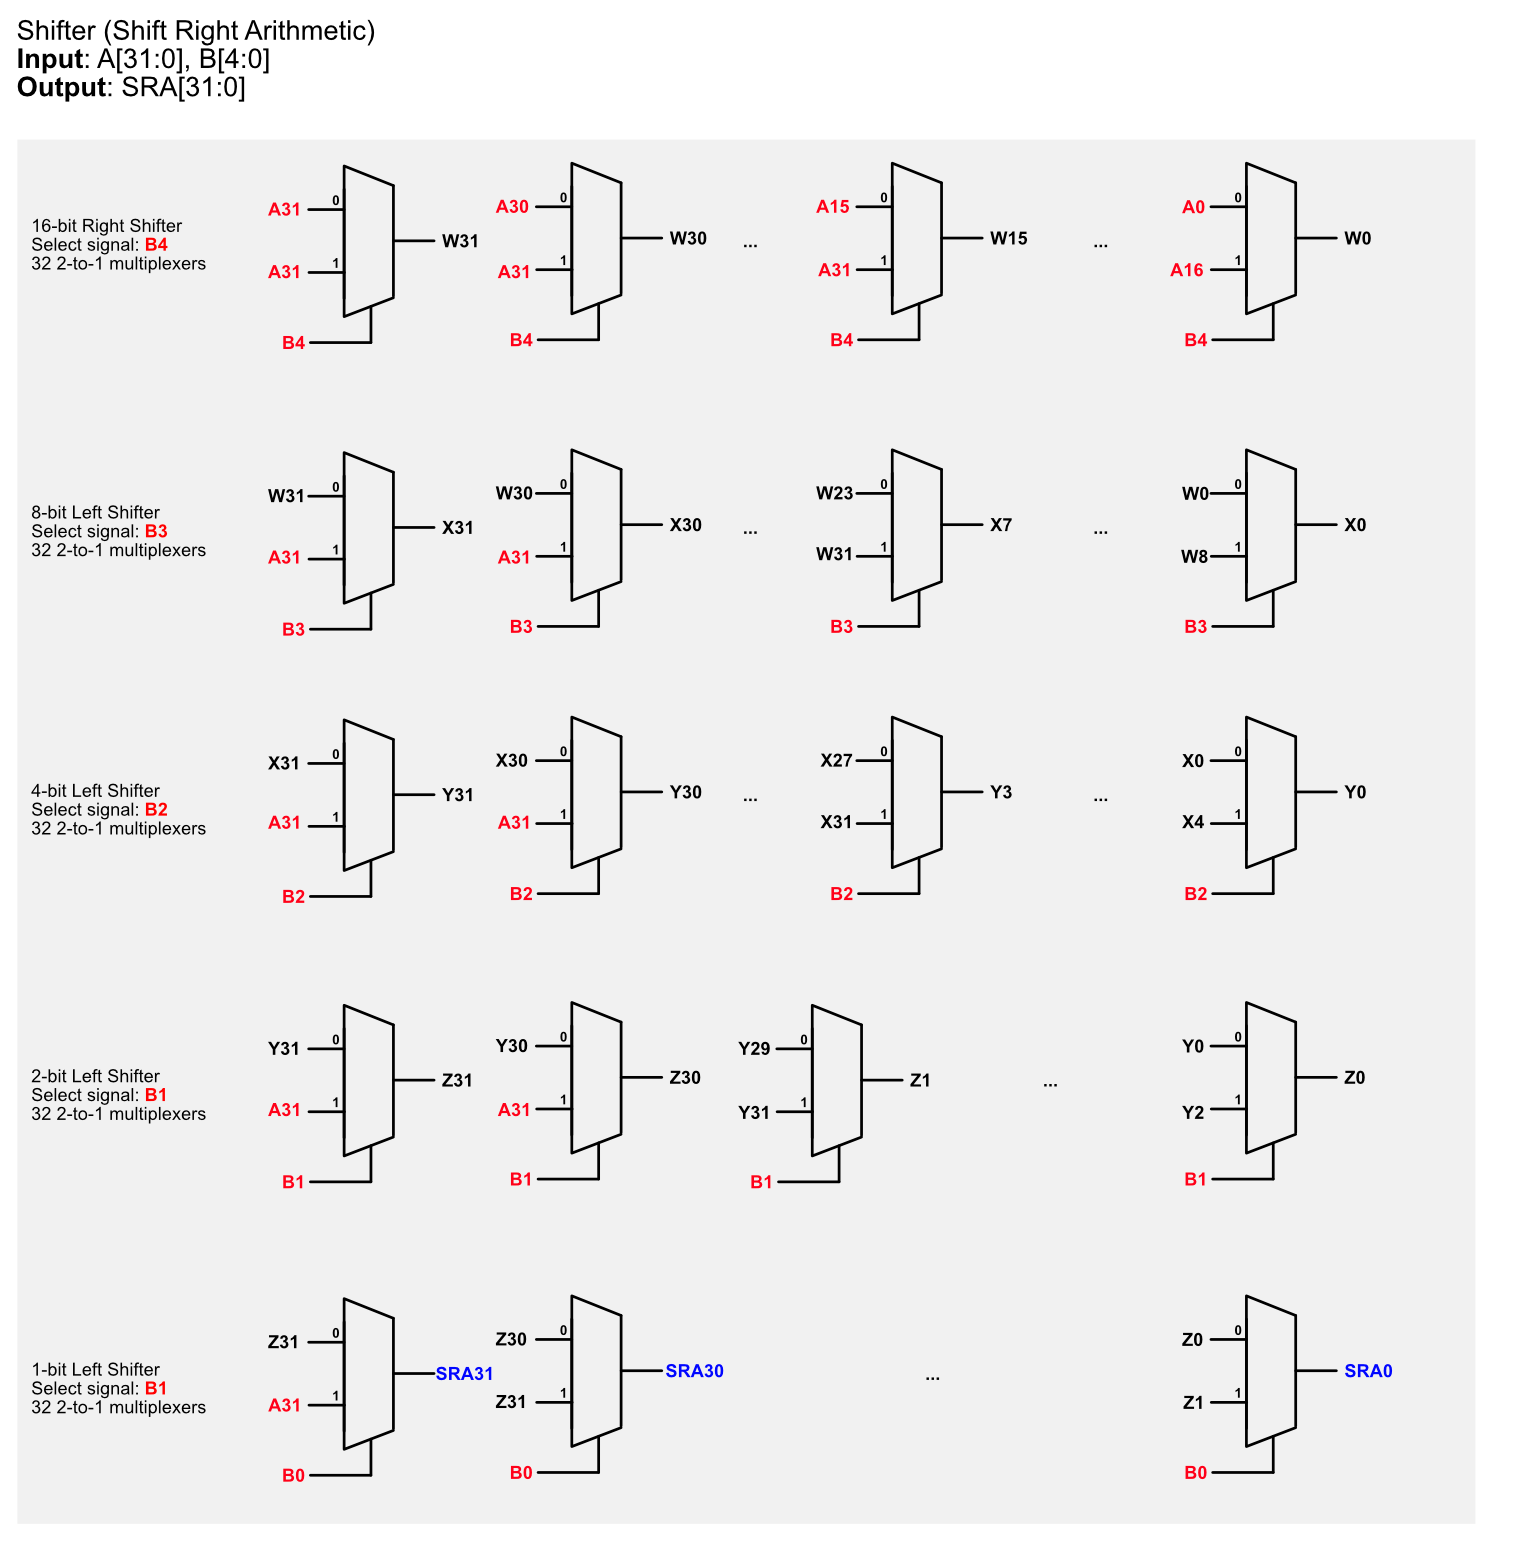 Shifter (Shift Right Arithmetic)
Input: A[31:0], B[4:0]
Output: SRA[31:0]
16-bit Right Shifter
Select signal: B4
32 2-to-1 multiplexers
A31 0
A31 1
B4
W31
A30 0
A31 1
B4
W30
...
A15 0
A31 1
B4
W15
...
A0 0
A16 1
B4
W0
8-bit Left Shifter
Select signal: B3
32 2-to-1 multiplexers
W31 0
A31 1
B3
X31
W30 0
A31 1
B3
X30
...
W23 0
W31 1
B3
X7
...
W0 0
W8 1
B3
X0
4-bit Left Shifter
Select signal: B2
32 2-to-1 multiplexers
X31 0
A31 1
B2
Y31
X30 0
A31 1
B2
Y30
...
X27 0
X31 1
B2
Y3
...
X0 0
X4 1
B2
Y0
2-bit Left Shifter
Select signal: B1
32 2-to-1 multiplexers
Y31 0
A31 1
B1
Z31
Y30 0
A31 1
B1
Z30
Y29 0
Y31 1
B1
Z1
...
Y0 0
Y2 1
B1
Z0
1-bit Left Shifter
Select signal: B1
32 2-to-1 multiplexers
Z31 0
A31 1
B0
SRA31
Z30 0
Z31 1
B0
SRA30
...
Z0 0
Z1 1
B0
SRA0